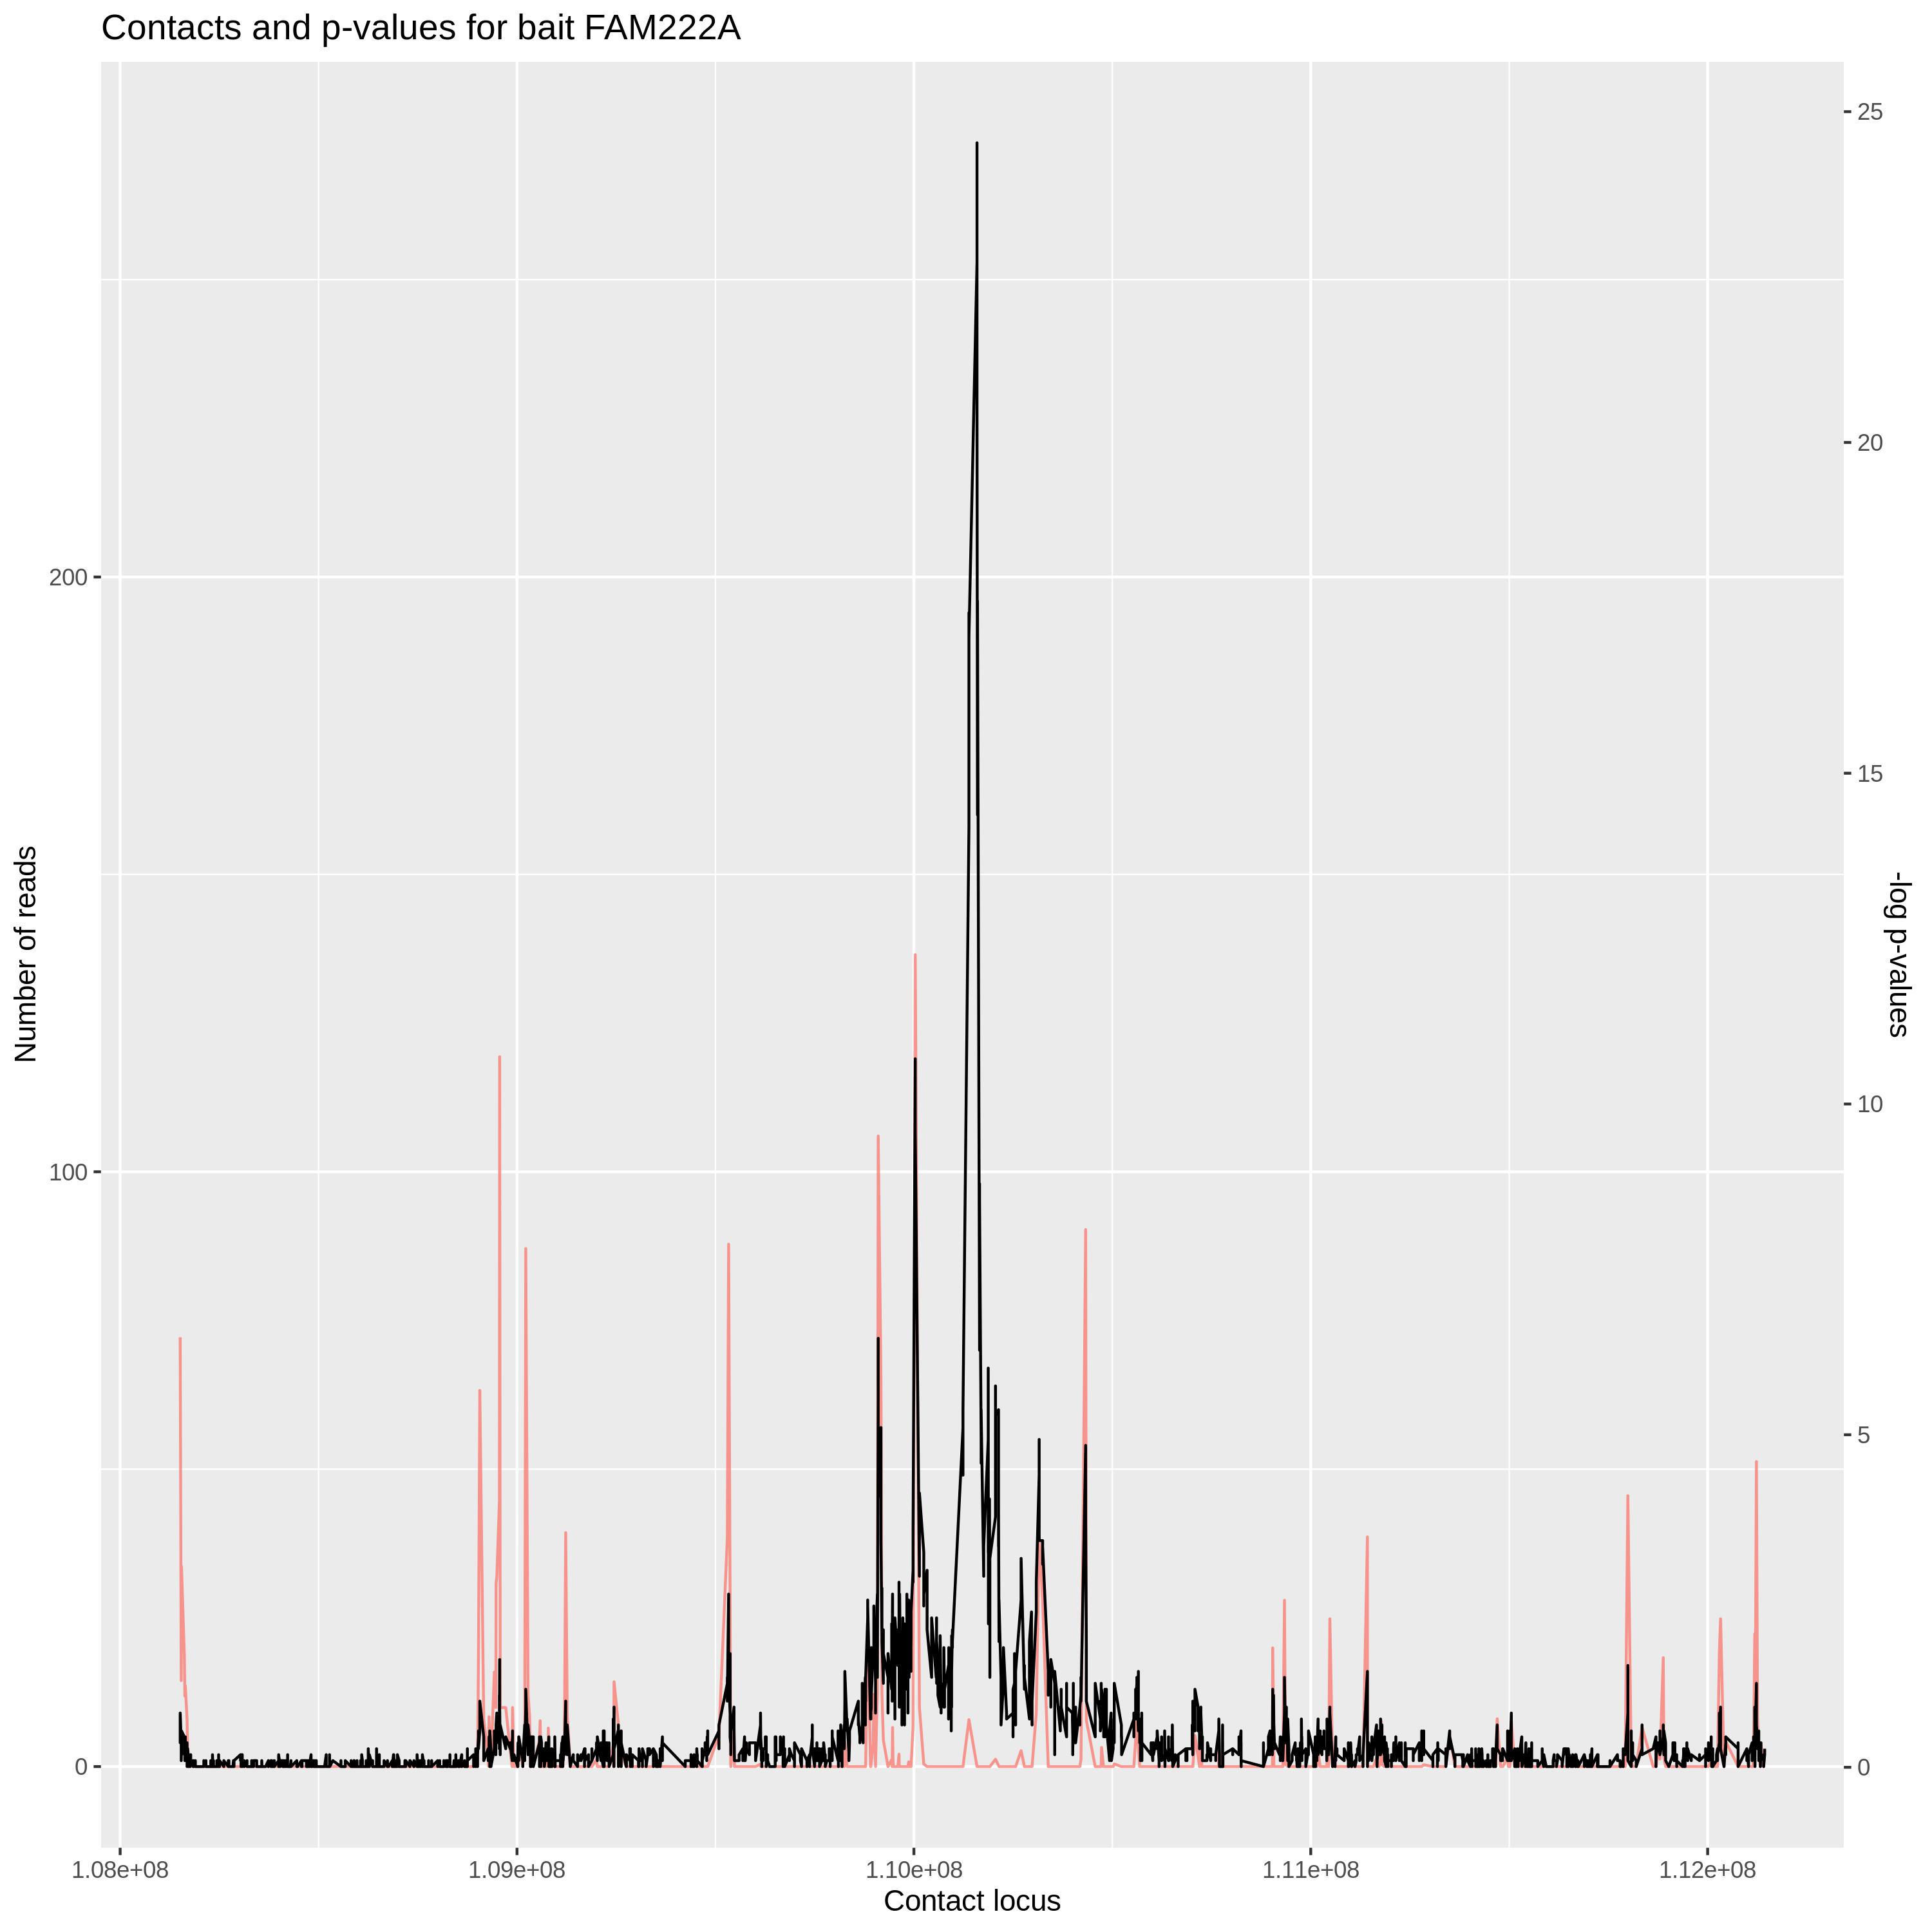 Contacts and p-values for bait FAM222A
Number of reads
200
100
0
25
20
15
10
5
0
-log p-values
1.08e+08 1.09e+08 1.10e+08 1.11e+08 1.12e+08
Contact locus